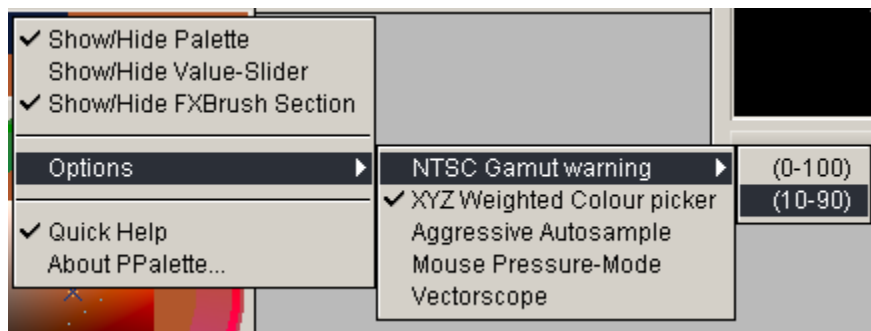 Show/Hide Palette
Show/Hide Value-Slider
Show/Hide FXBrush Section
Options
Quick Help
About PPalette...
NTSC Gamut warning
XYZ Weighted Colour picker
Aggressive Autosample
Mouse Pressure-Mode
Vectorscope
(0-100)
(10-90)